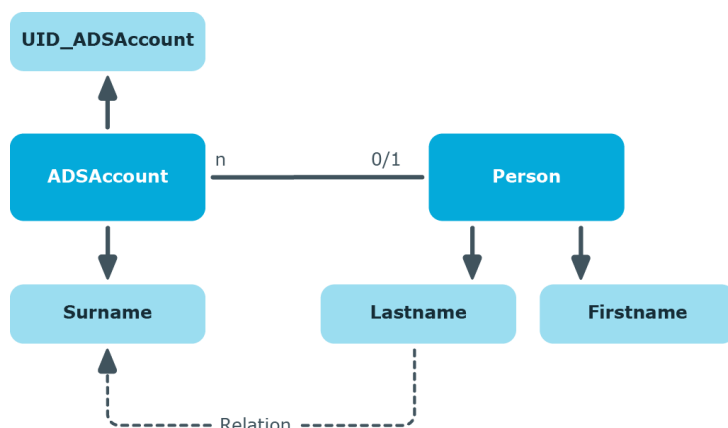 UID_ADSAccount
ADSAccount
n
0/1
Person
Surname
Lastname
Firstname
Relation